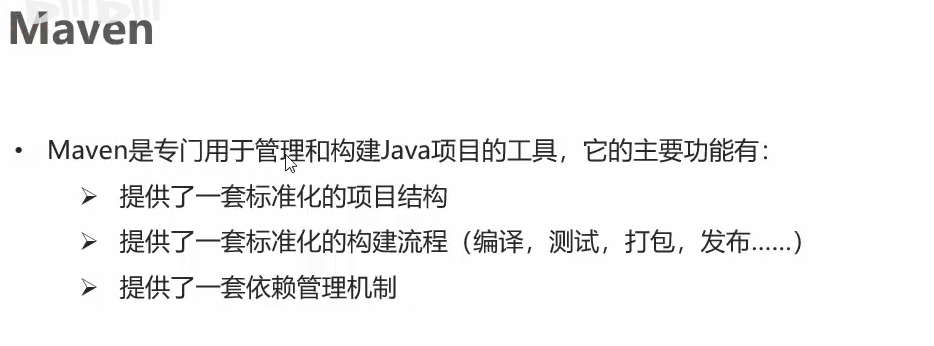 Maven
• Maven是专门用于管理和构建Java项目的工具，它的主要功能有：
➢ 提供了一套标准化的项目结构
➢ 提供了一套标准化的构建流程（编译，测试，打包，发布……）
➢ 提供了一套依赖管理机制